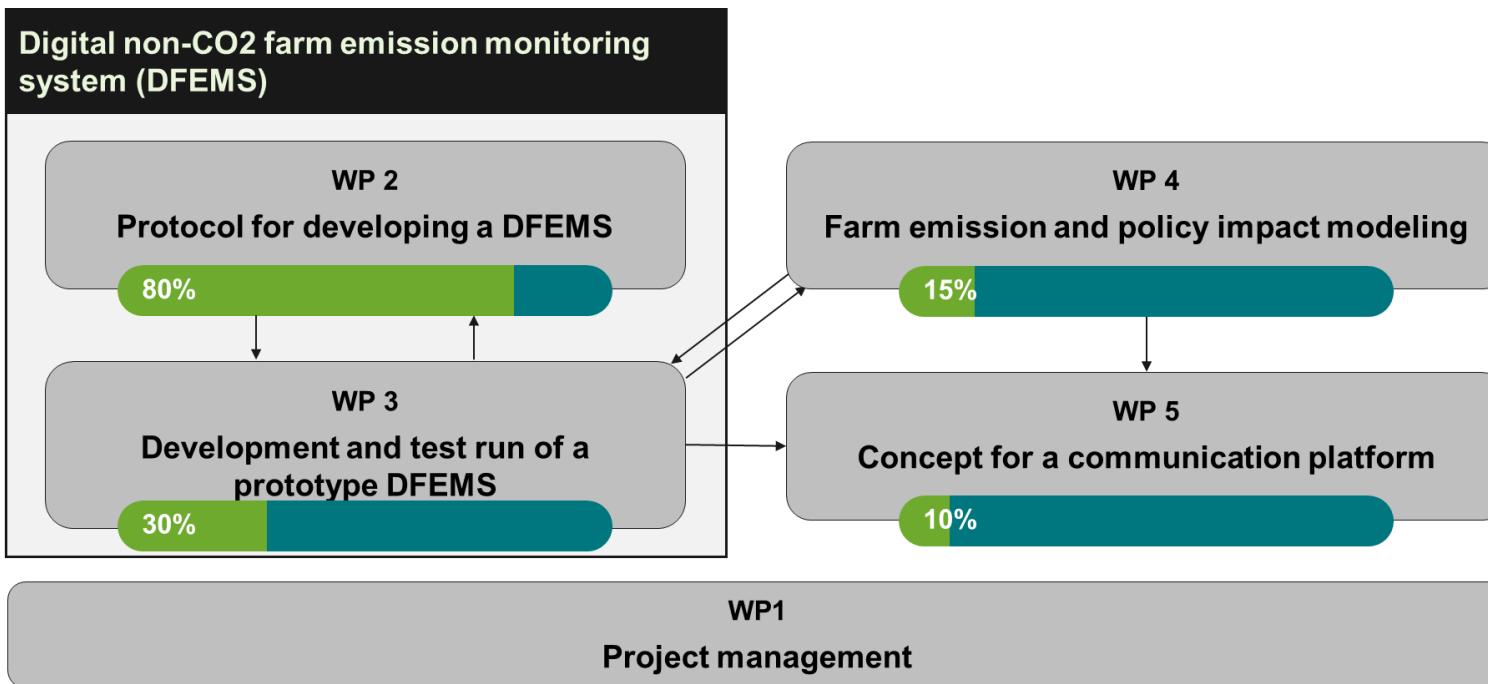 Digital non-CO2 farm emission monitoring
system (DFEMS)
WP 2
Protocol for developing a DFEMS
80%
WP 3
Development and test run of a
prototype DFEMS
30%
WP 4
Farm emission and policy impact modeling
15%
WP 5
Concept for a communication platform
10%
WP1
Project management